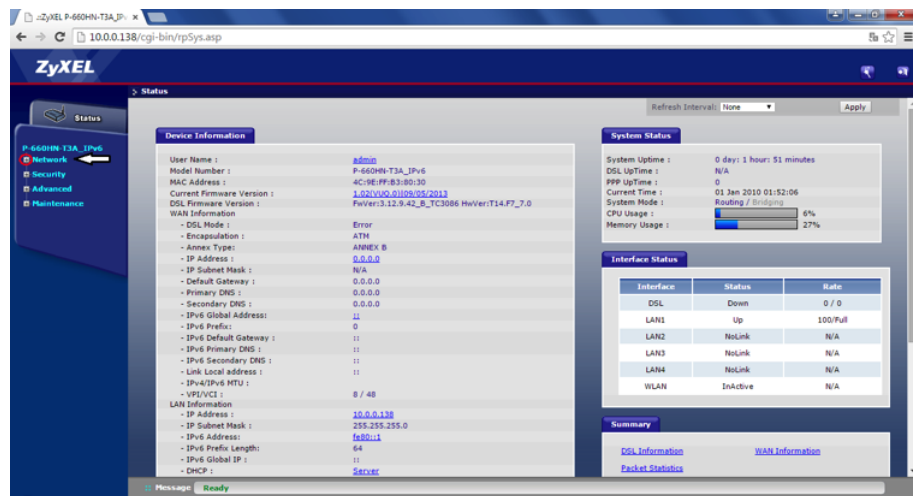 .::ZyXEL P-660HN-T3A_IPv
10.0.0.138/cgi-bin/rpSys.asp
ZyXEL
Status
Status
Refresh Interval: None Apply
P-660HN-T3A_IPv6
Network
Security
Advanced
Maintenance
Device Information
User Name : admin
Model Number : P-660HN-T3A_IPv6
MAC Address : 4C:9E:FF:B3:80:30
Current Firmware Version : 1.02(VUQ.0)|09/05/2013
DSL Firmware Version : FwVer:3.12.9.42_B_TC3086 HwVer:T14.F7_7.0
WAN Information
- DSL Mode : Error
- Encapsulation : ATM
- Annex Type: ANNEX B
- IP Address : 0.0.0.0
- IP Subnet Mask : N/A
- Default Gateway : 0.0.0.0
- Primary DNS : 0.0.0.0
- Secondary DNS : 0.0.0.0
- IPv6 Global Address: ::
- IPv6 Prefix: 0
- IPv6 Default Gateway : ::
- IPv6 Primary DNS : ::
- IPv6 Secondary DNS : ::
- Link Local address : ::
- IPv4/IPv6 MTU :
- VPI/VCI : 8 / 48
LAN Information
- IP Address : 10.0.0.138
- IP Subnet Mask : 255.255.255.0
- IPv6 Address: fe80::1
- IPv6 Prefix Length: 64
- IPv6 Global IP : ::
- DHCP : Server
System Status
System Uptime : 0 day: 1 hour: 51 minutes
DSL UpTime : N/A
PPP UpTime : 0
Current Time : 01 Jan 2010 01:52:06
System Mode : Routing / Bridging
CPU Usage : 6%
Memory Usage : 27%
Interface Status
Interface Status Rate
DSL Down 0 / 0
LAN1 Up 100/Full
LAN2 NoLink N/A
LAN3 NoLink N/A
LAN4 NoLink N/A
WLAN InActive N/A
Summary
DSL Information WAN Information
Packet Statistics
Message Ready